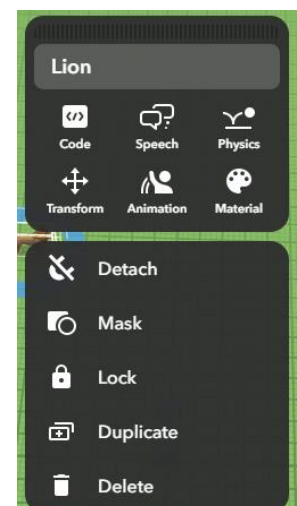 Lion
Code Speech Physics
Transform Animation Material
Detach
Mask
Lock
Duplicate
Delete